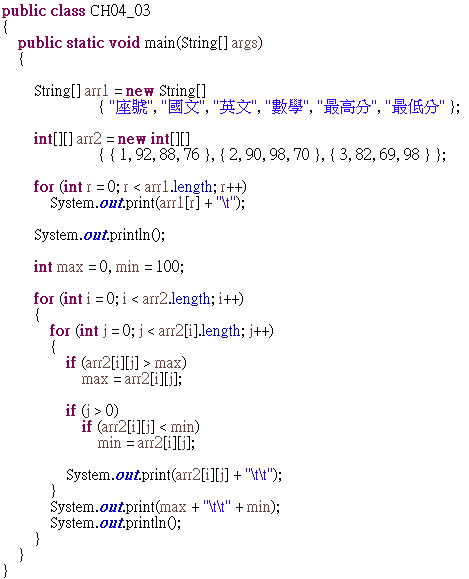 public class CH04_03
{
public static void main(String[] args)
{
String[] arr1 = new String[]
{ "座號", "國文", "英文", "數學", "最高分", "最低分" };
int[][] arr2 = new int[][]
{ { 1, 92, 88, 76 }, { 2, 90, 98, 70 }, { 3, 82, 69, 98 } };
for (int r = 0; r < arr1.length; r++)
System.out.print(arr1[r] + "\t");
System.out.println();
int max = 0, min = 100;
for (int i = 0; i < arr2.length; i++)
{
for (int j = 0; j < arr2[i].length; j++)
{
if (arr2[i][j] > max)
max = arr2[i][j];
if (j > 0)
if (arr2[i][j] < min)
min = arr2[i][j];
System.out.print(arr2[i][j] + "\t\t");
}
System.out.print(max + "\t\t" + min);
System.out.println();
}
}
}